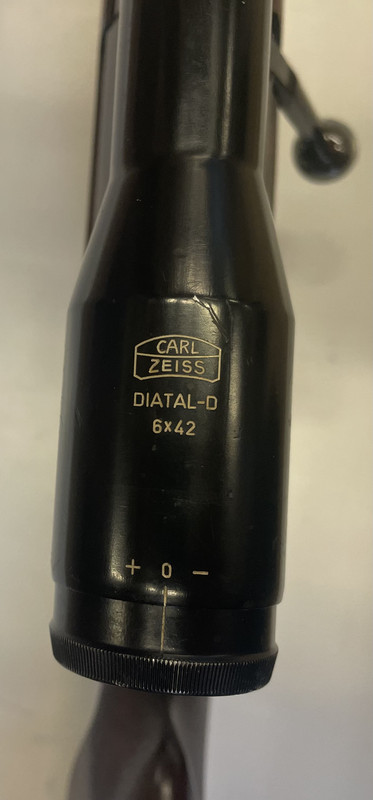 CARL
ZEISS
DIATAL-D
6x42
+ 0 -